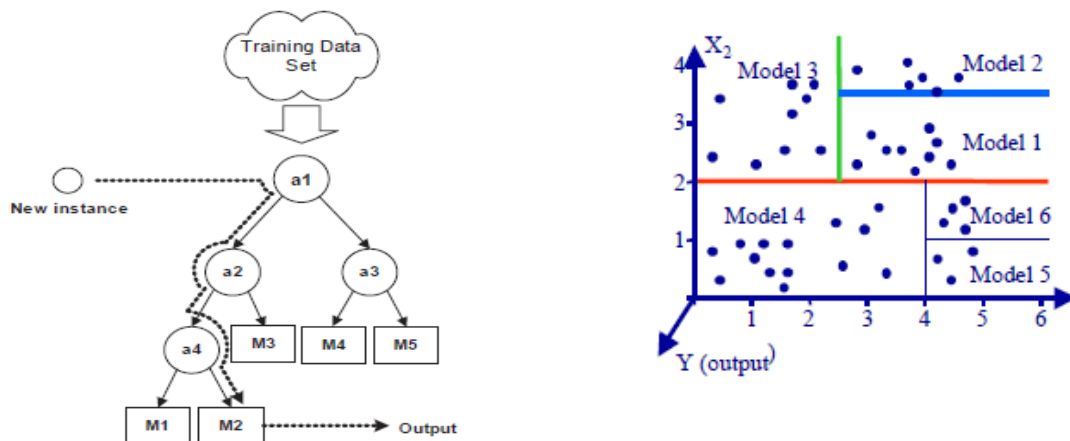 Training Data
Set
a1
New instance
a2
a3
a4
M3
M4
M5
M1
M2
Output
X2
4
Model 3
Model 2
3
Model 1
2
Model 4
Model 6
1
Model 5
1 2 3 4 5 6
Y (output)